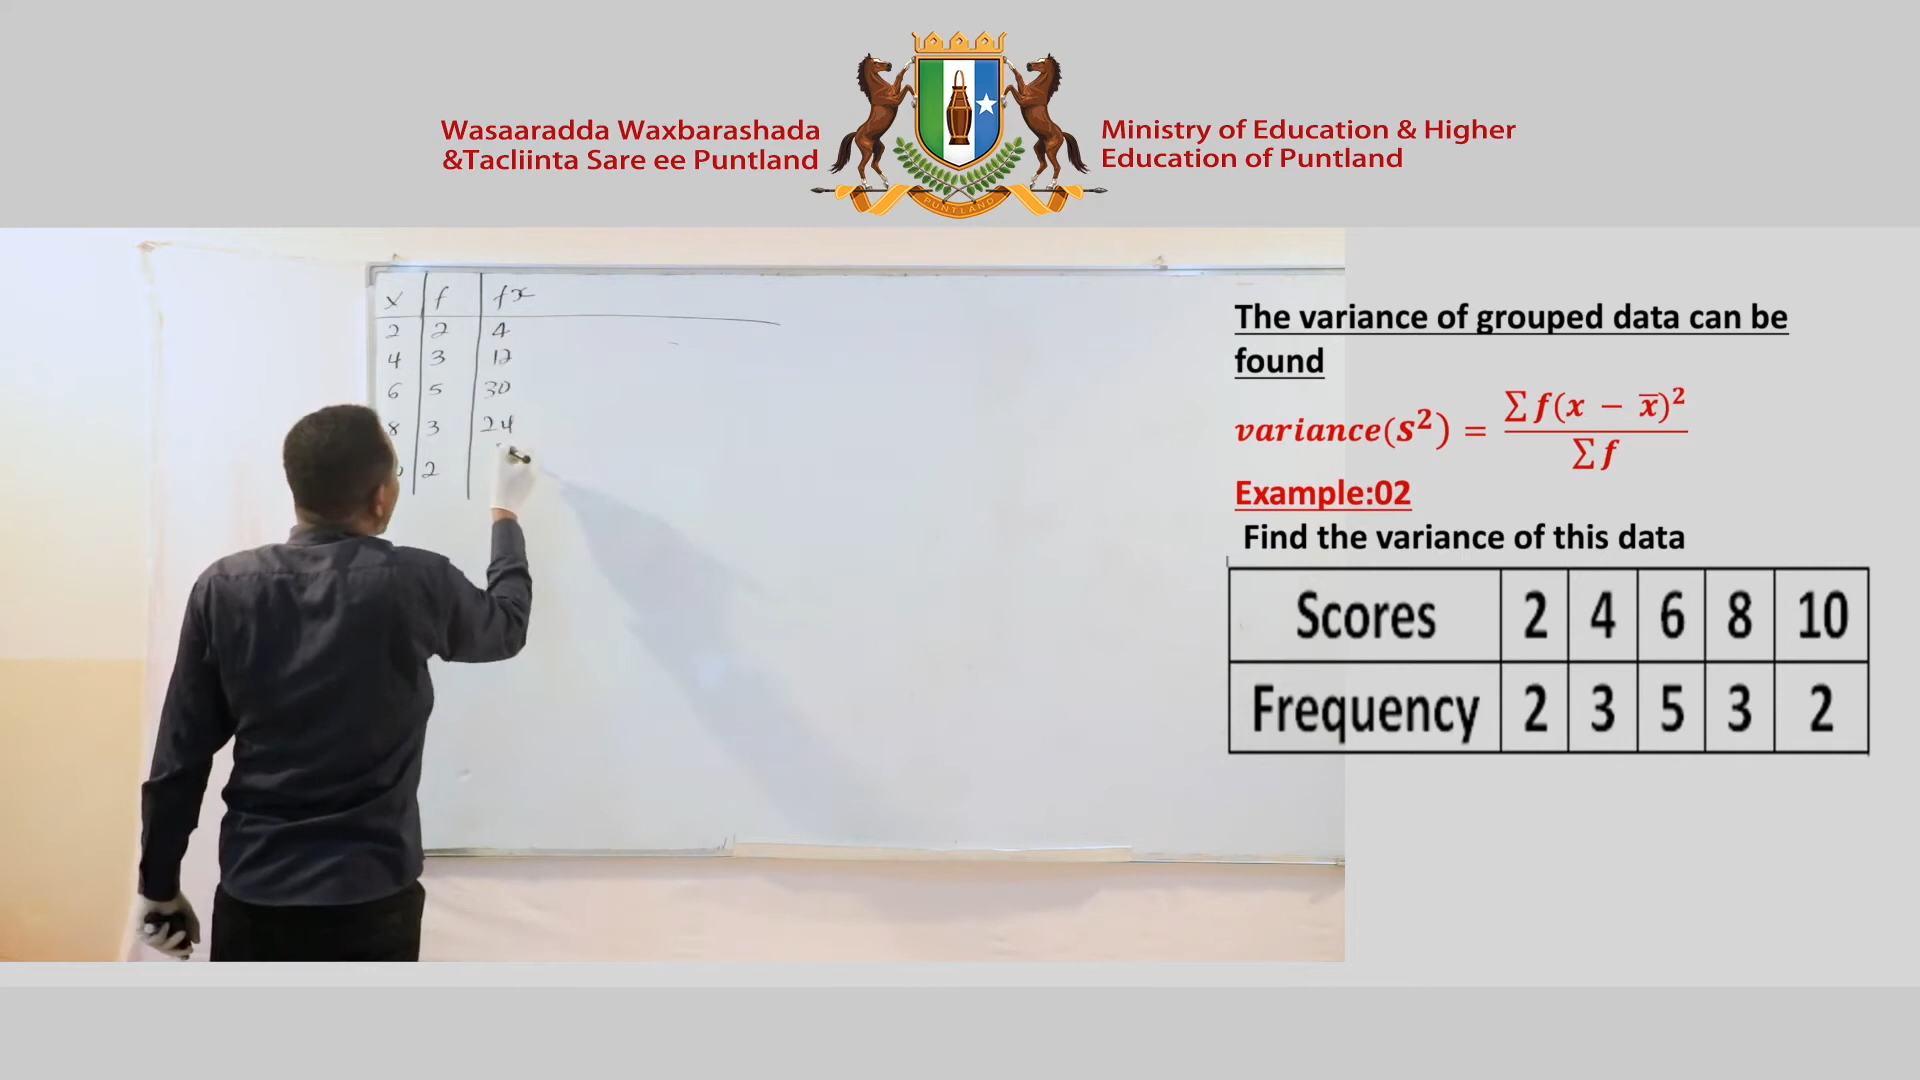 Wasaaradda Waxbarashada
&Tacliinta Sare ee Puntland
Ministry of Education & Higher
Education of Puntland
PUNTLAND
x f fx
2 2 4
4 3 12
6 5 30
8 3 24
2
The variance of grouped data can be
found
variance(s²) = ∑f(x − x̅)² / ∑f
Example:02
Find the variance of this data
Scores 2 4 6 8 10
Frequency 2 3 5 3 2